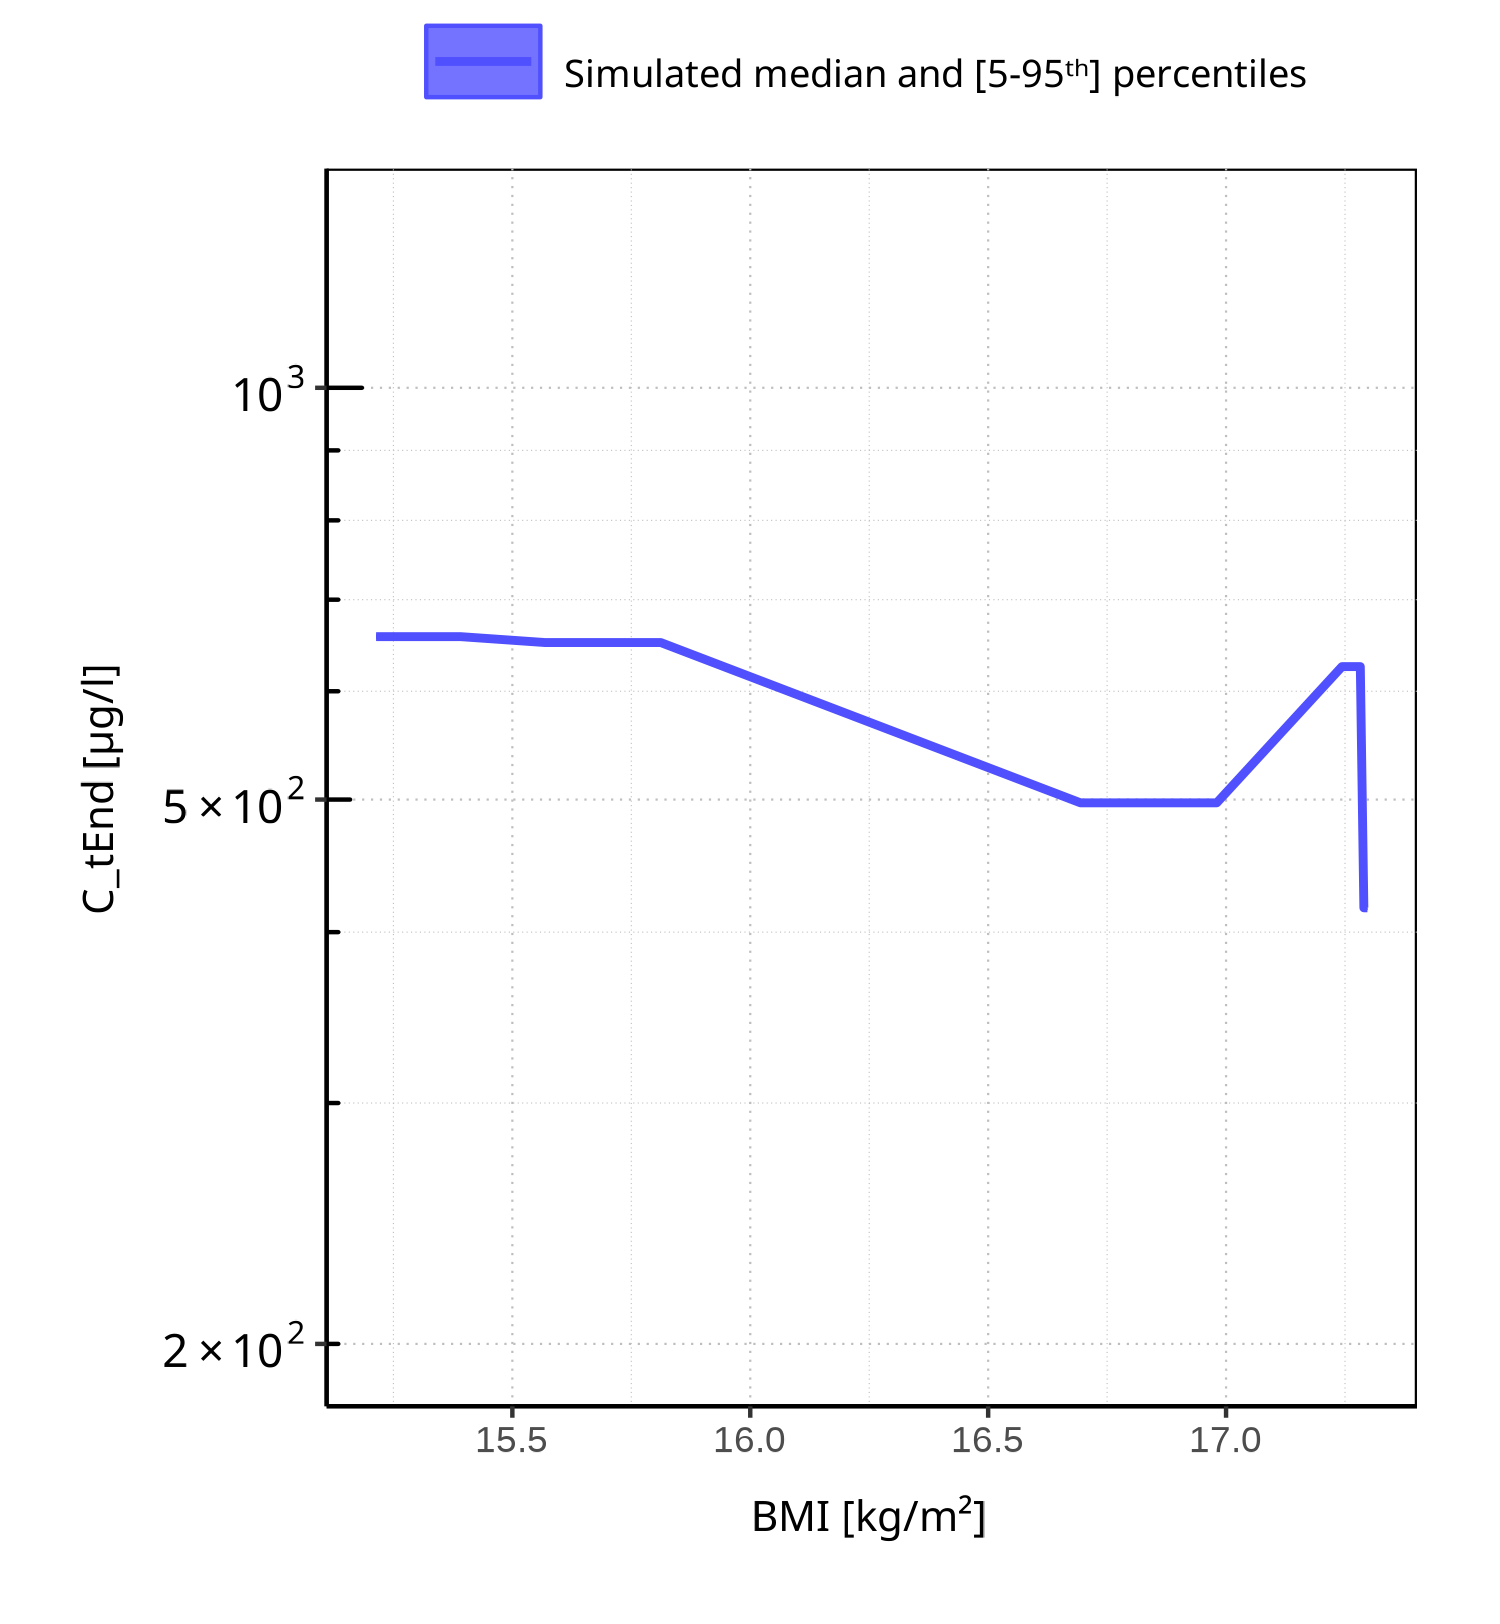 Simulated median and [5-95ᵗʰ] percentiles
10³
5 × 10²
2 × 10²
C_tEnd [µg/l]
15.5 16.0 16.5 17.0
BMI [kg/m²]